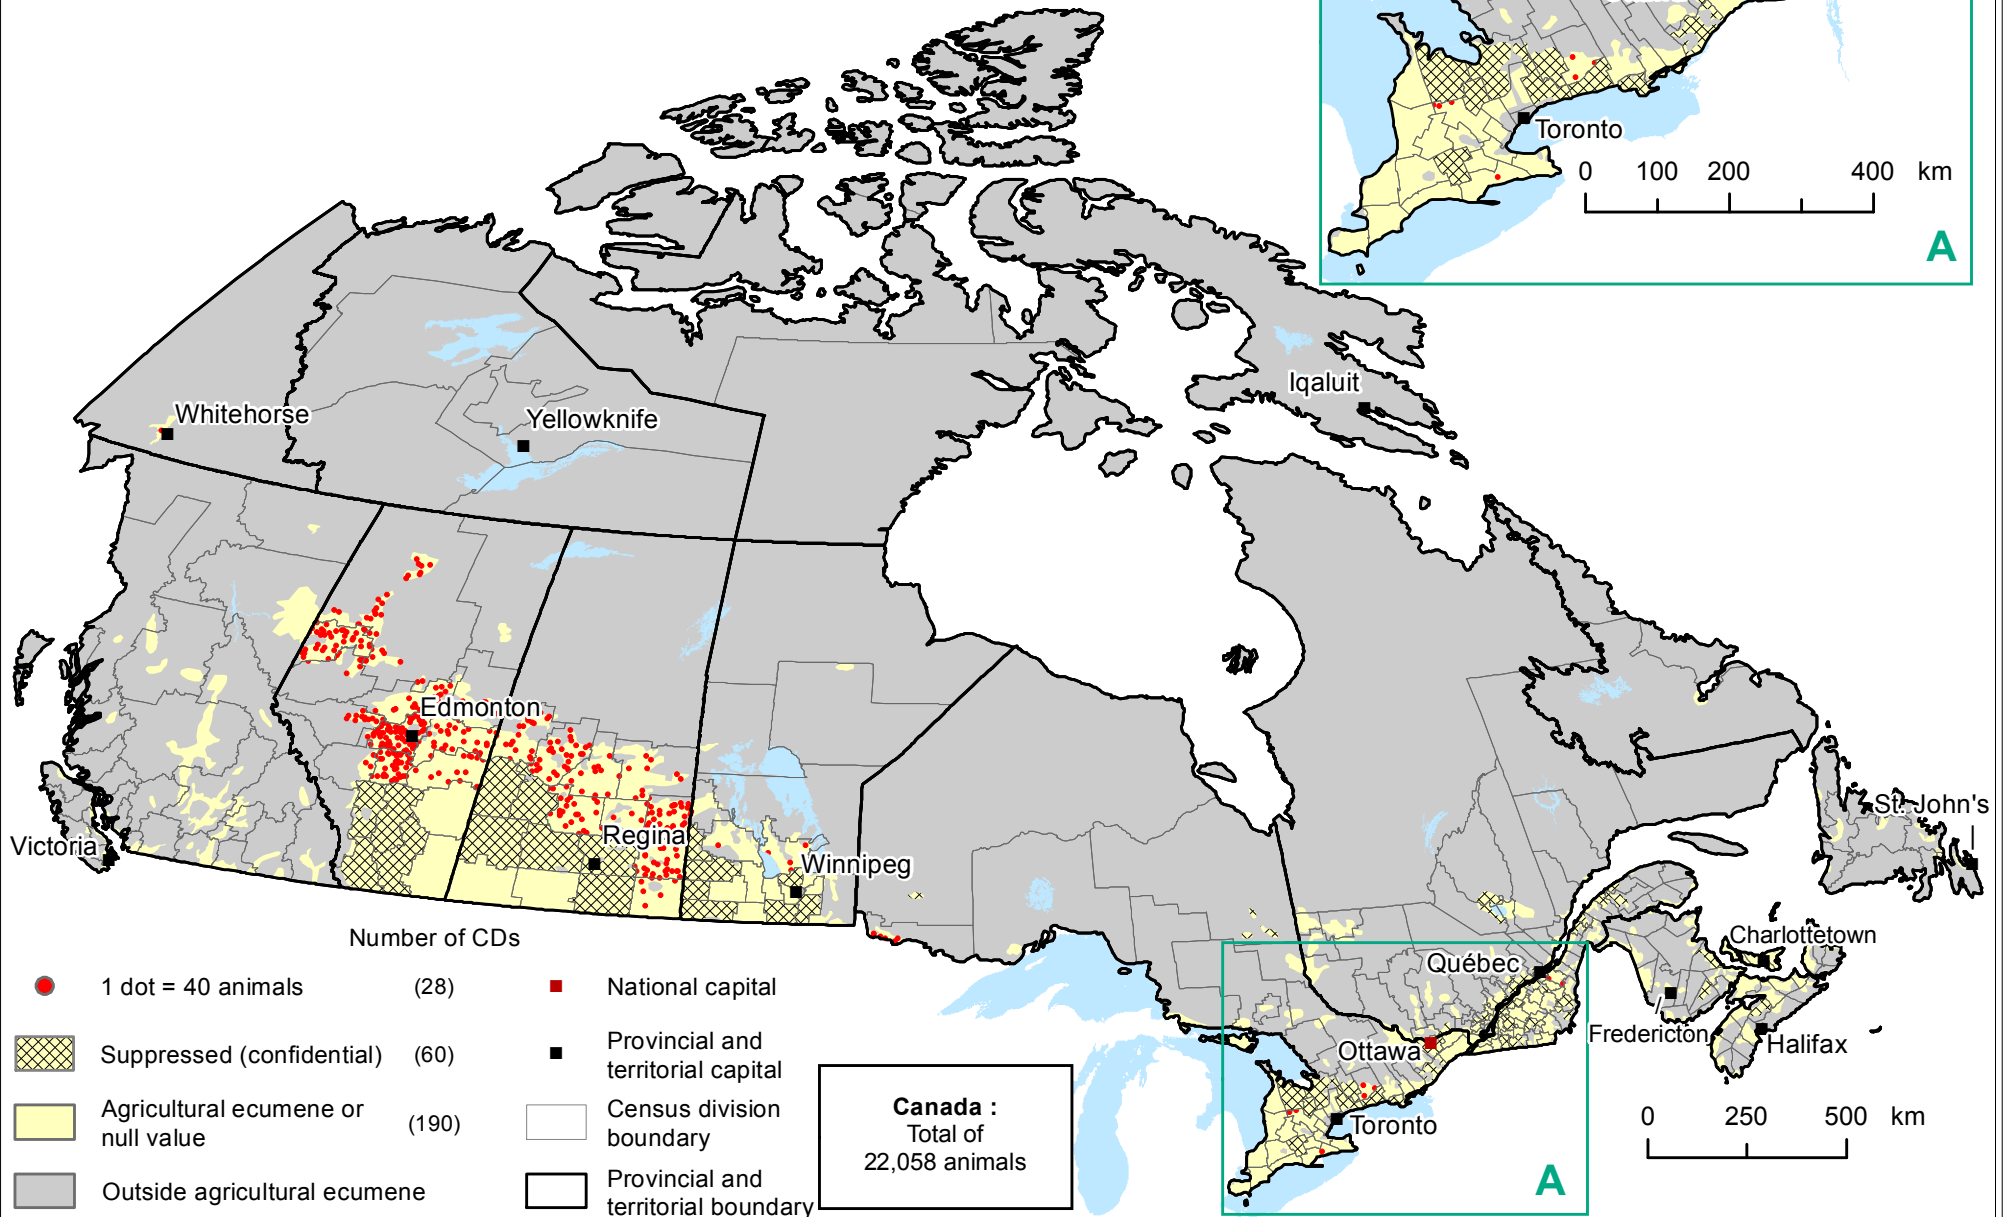 Toronto
0 100 200 400 km
A
Iqaluit
Whitehorse
Yellowknife
Edmonton
St. John's
Regina
Victoria
Winnipeg
Charlottetown
Québec
Fredericton
Halifax
Ottawa
Toronto
A
0 250 500 km
Number of CDs
1 dot = 40 animals (28)
Suppressed (confidential) (60)
Agricultural ecumene or
null value (190)
Outside agricultural ecumene
National capital
Provincial and
territorial capital
Census division
boundary
Provincial and
territorial boundary
Canada :
Total of
22,058 animals